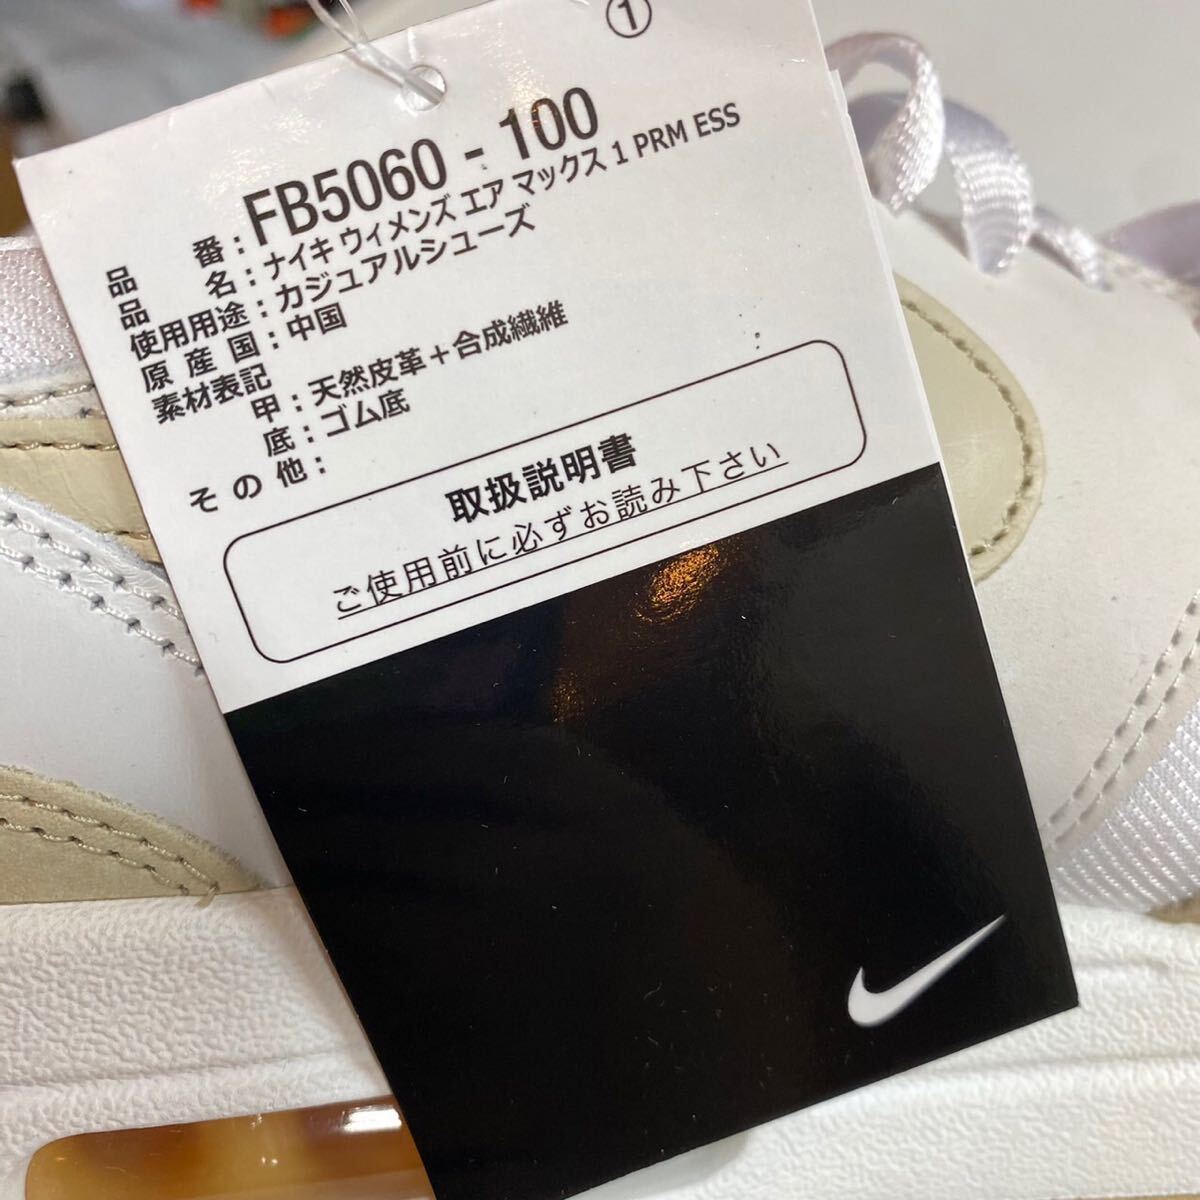 ①
品番：FB5060 - 100
品名：ナイキ ウィメンズ エア マックス 1 PRM ESS
使用用途：カジュアルシューズ
原産国：中国
素材表記
甲：天然皮革＋合成繊維
底：ゴム底
その他：
取扱説明書
ご使用前に必ずお読み下さい